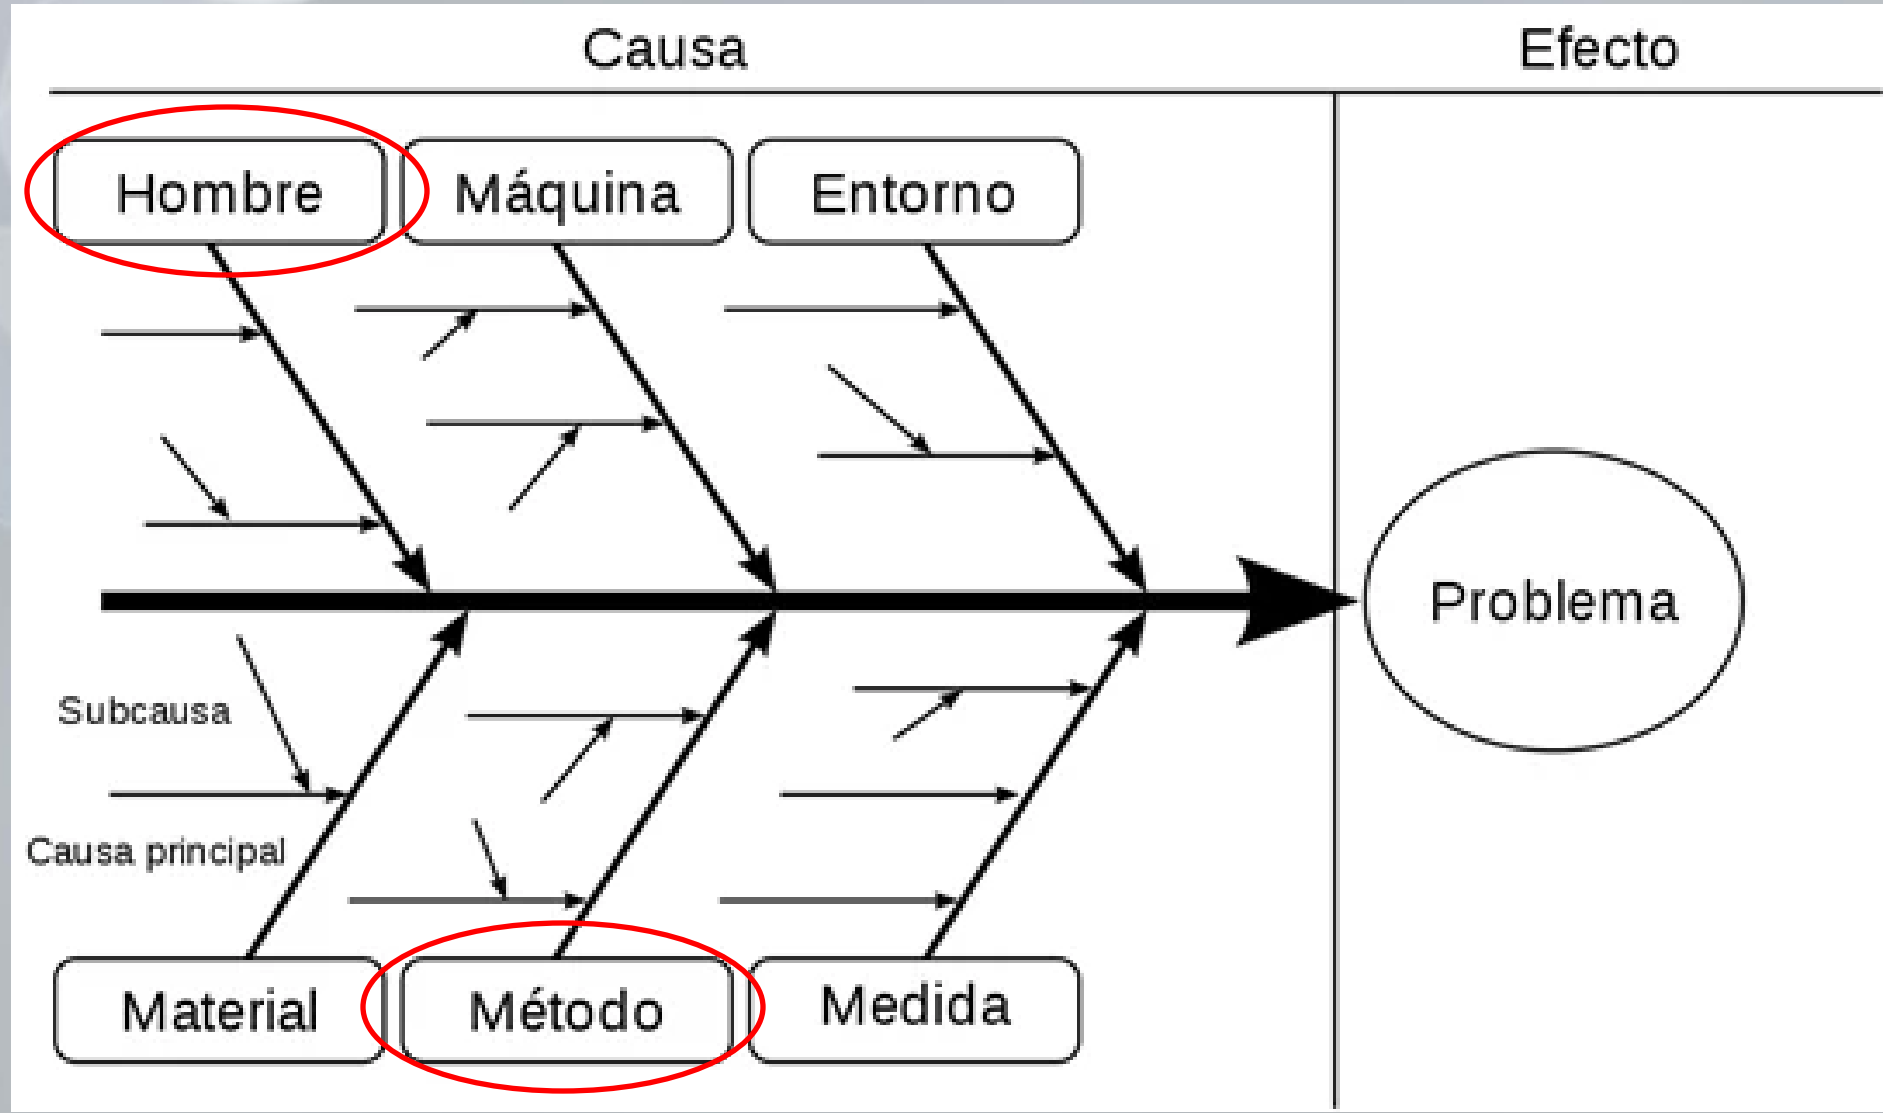 Causa
Efecto
Hombre
Máquina
Entorno
Problema
Subcausa
Causa principal
Material
Método
Medida